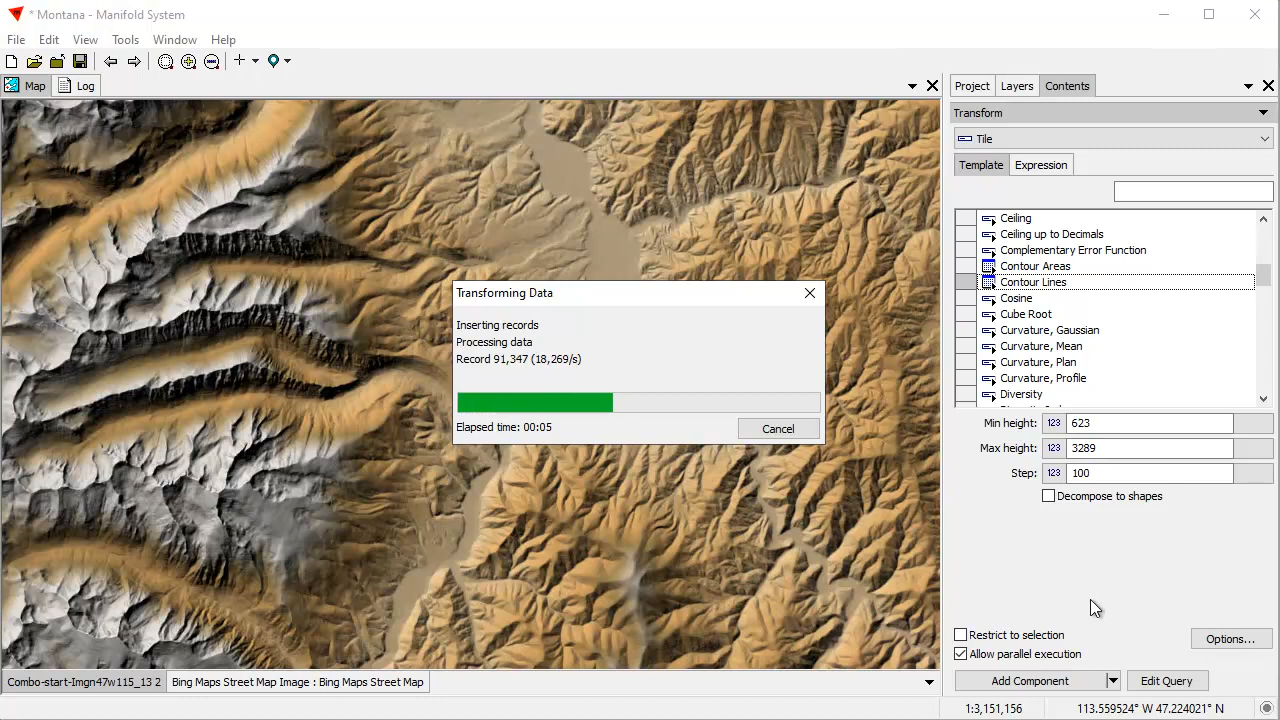 * Montana - Manifold System
File Edit View Tools Window Help
Map Log
Project Layers Contents
Transform
Tile
Template Expression
Ceiling
Ceiling up to Decimals
Complementary Error Function
Contour Areas
Contour Lines
Cosine
Cube Root
Curvature, Gaussian
Curvature, Mean
Curvature, Plan
Curvature, Profile
Diversity
Transforming Data
Inserting records
Processing data
Record 91,347 (18,269/s)
Elapsed time: 00:05
Cancel
Min height: 123 623
Max height: 123 3289
Step: 123 100
Decompose to shapes
Restrict to selection
Options...
Allow parallel execution
Add Component Edit Query
Combo-start-Imgn47w115_13 2 Bing Maps Street Map Image : Bing Maps Street Map
1:3,151,156 113.559524° W 47.224021° N